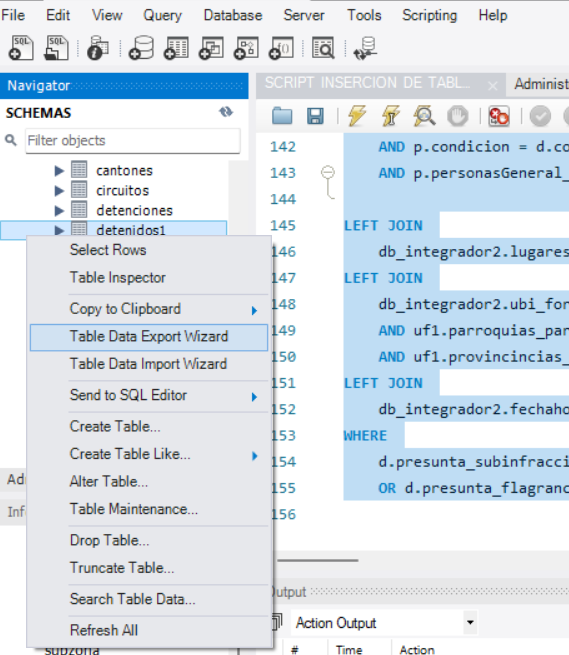 File Edit View Query Database Server Tools Scripting Help
SQL SQL
Navigator
SCRIPT INSERCION DE TABL... × Administ
SCHEMAS
Filter objects
cantones
circuitos
detenciones
detenidos1
Select Rows
Table Inspector
Copy to Clipboard
Table Data Export Wizard
Table Data Import Wizard
Send to SQL Editor
Create Table...
Create Table Like...
Alter Table...
Table Maintenance...
Drop Table...
Truncate Table...
Search Table Data...
Refresh All
Ad
Inf
subzona
142 AND p.condicion = d.co
143 AND p.personasGeneral_
144
145 LEFT JOIN
146 db_integrador2.lugares
147 LEFT JOIN
148 db_integrador2.ubi_for
149 AND uf1.parroquias_par
150 AND uf1.provincincias_
151 LEFT JOIN
152 db_integrador2.fechaho
153 WHERE
154 d.presunta_subinfracci
155 OR d.presunta_flagranc
156
Output
Action Output
# Time Action